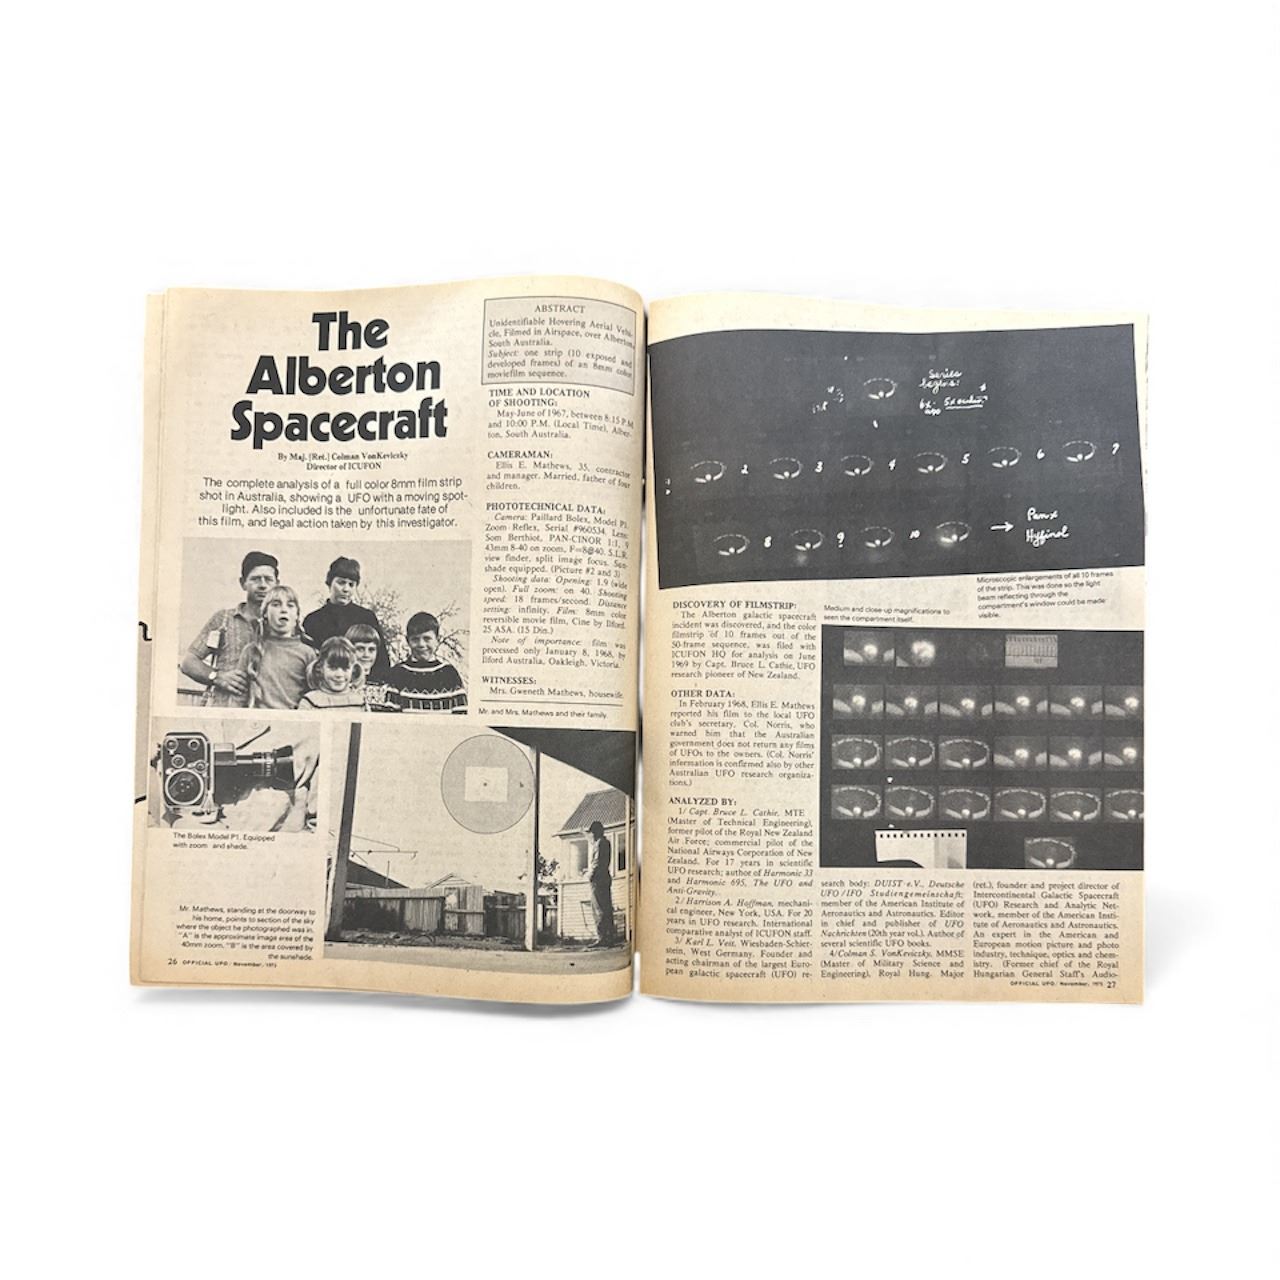 The
Alberton
Spacecraft
By Maj. [Ret.] Colman VonKeviczky
Director of ICUFON
The complete analysis of a full color 8mm film strip
shot in Australia, showing a UFO with a moving spot-
light. Also included is the unfortunate fate of
this film, and legal action taken by this investigator.
ABSTRACT
Unidentifiable Hovering Aerial Vehi-
cle, Filmed in Airspace, over Alberton,
South Australia.
Subject: one strip (10 exposed and
developed frames) of an 8mm color
moviefilm sequence.
TIME AND LOCATION
OF SHOOTING:
May-June of 1967, between 8:15 P.M
and 10:00 P.M. (Local Time), Alber-
ton, South Australia.
CAMERAMAN:
Ellis E. Mathews, 35, contractor
and manager. Married, father of four
children.
PHOTOTECHNICAL DATA:
Camera: Paillard Bolex, Model P1.
Zoom Reflex, Serial #960534. Lens:
Som Berthiot, PAN-CINOR 1:1, 9
43mm 8-40 on zoom, F=8@40. S.L.R.
view finder, split image focus. Sun-
shade equipped. (Picture #2 and 3)
Shooting data: Opening: 1.9 (wide
open). Full zoom: on 40. Shooting
speed: 18 frames/second. Distance
setting: infinity. Film: 8mm color
reversible movie film, Cine by Ilford.
25 ASA. (15 Din.)
Note of importance: film was
processed only January 8, 1968, by
Ilford Australia, Oakleigh, Victoria.
WITNESSES:
Mrs. Gweneth Mathews, housewife.
Mr. and Mrs. Mathews and their family.
The Bolex Model P1. Equipped
with zoom and shade.
Mr. Mathews, standing at the doorway to
his home, points to section of the sky
where the object he photographed was in.
"A" is the approximate image area of the
40mm zoom, "B" is the area covered by
the sunshade.
26 OFFICIAL UFO/November, 1975
Series
begins!
1
2 3 4 5 6 7
8 9 10
Microscopic enlargements of all 10 frames
of the strip. This was done so the light
beam reflecting through the
compartment's window could be made
visible.
Medium and close-up magnifications to
seen the compartment itself.
DISCOVERY OF FILMSTRIP:
The Alberton galactic spacecraft
incident was discovered, and the color
filmstrip of 10 frames out of the
50-frame sequence, was filed with
ICUFON HQ for analysis on June
1969 by Capt. Bruce L. Cathie, UFO
research pioneer of New Zealand.
OTHER DATA:
In February 1968, Ellis E. Mathews
reported his film to the local UFO
club's secretary, Col. Norris, who
warned him that the Australian
government does not return any films
of UFOs to the owners. (Col. Norris'
information is confirmed also by other
Australian UFO research organiza-
tions.)
ANALYZED BY:
1/ Capt. Bruce L. Cathie, MTE
(Master of Technical Engineering),
former pilot of the Royal New Zealand
Air Force; commercial pilot of the
National Airways Corporation of New
Zealand. For 17 years in scientific
UFO research; author of Harmonic 33
and Harmonic 695, The UFO and
Anti-Gravity.
2/ Harrison A. Hoffman, mechani-
cal engineer, New York, USA. For 20
years in UFO research. International
comparative analyst of ICUFON staff.
3/ Karl L. Veit, Wiesbaden-Schier-
stein, West Germany. Founder and
acting chairman of the largest Euro-
pean galactic spacecraft (UFO) re-
search body: DUIST e.V., Deutsche
UFO/IFO Studiengemeinschaft;
member of the American Institute of
Aeronautics and Astronautics. Editor
in chief and publisher of UFO
Nachrichten (20th year vol.). Author of
several scientific UFO books.
4/Colman S. VonKeviczky, MMSE
(Master of Military Science and
Engineering), Royal Hung. Major
(ret.), founder and project director of
Intercontinental Galactic Spacecraft
(UFO) Research and Analytic Net-
work, member of the American Insti-
tute of Aeronautics and Astronautics.
An expert in the American and
European motion picture and photo
industry, technique, optics and chem-
istry. (Former chief of the Royal
Hungarian General Staff's Audio-
OFFICIAL UFO/November, 1975 27